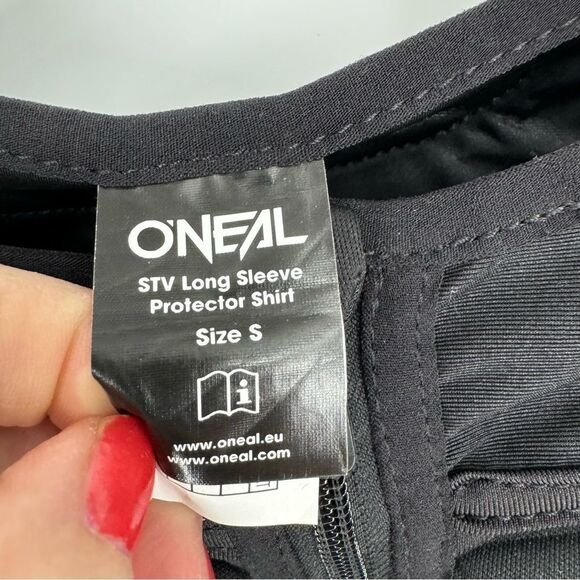 O'NEAL
STV Long Sleeve
Protector Shirt
Size S
www.oneal.eu
www.oneal.com